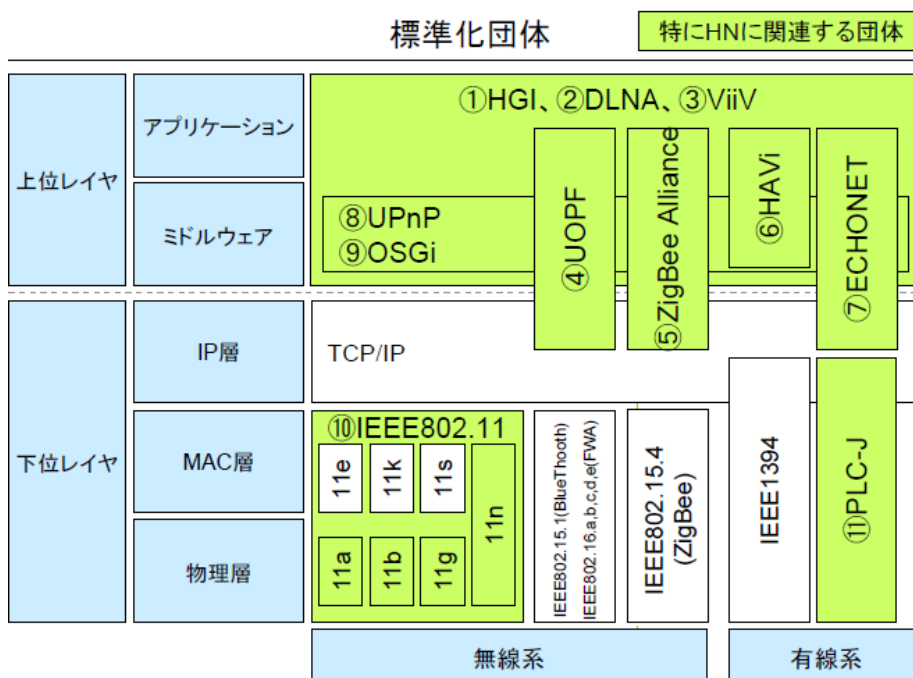 標準化団体
特にHNに関連する団体
上位レイヤ
アプリケーション
ミドルウェア
①HGI、②DLNA、③ViiV
⑧UPnP
⑨OSGi
④UOPF
⑤ZigBee Alliance
⑥HAVi
⑦ECHONET
下位レイヤ
IP層
TCP/IP
MAC層
物理層
⑩IEEE802.11
11e
11k
11s
11n
11a
11b
11g
IEEE802.15.1(BlueThooth)
IEEE802.16.a,b,c,d,e(FWA)
IEEE802.15.4
(ZigBee)
IEEE1394
⑪PLC-J
無線系
有線系